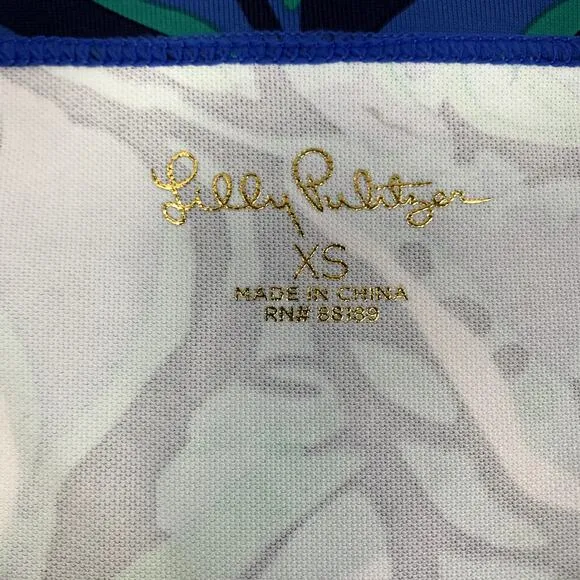 Lilly Pulitzer
XS
MADE IN CHINA
RN# 88189